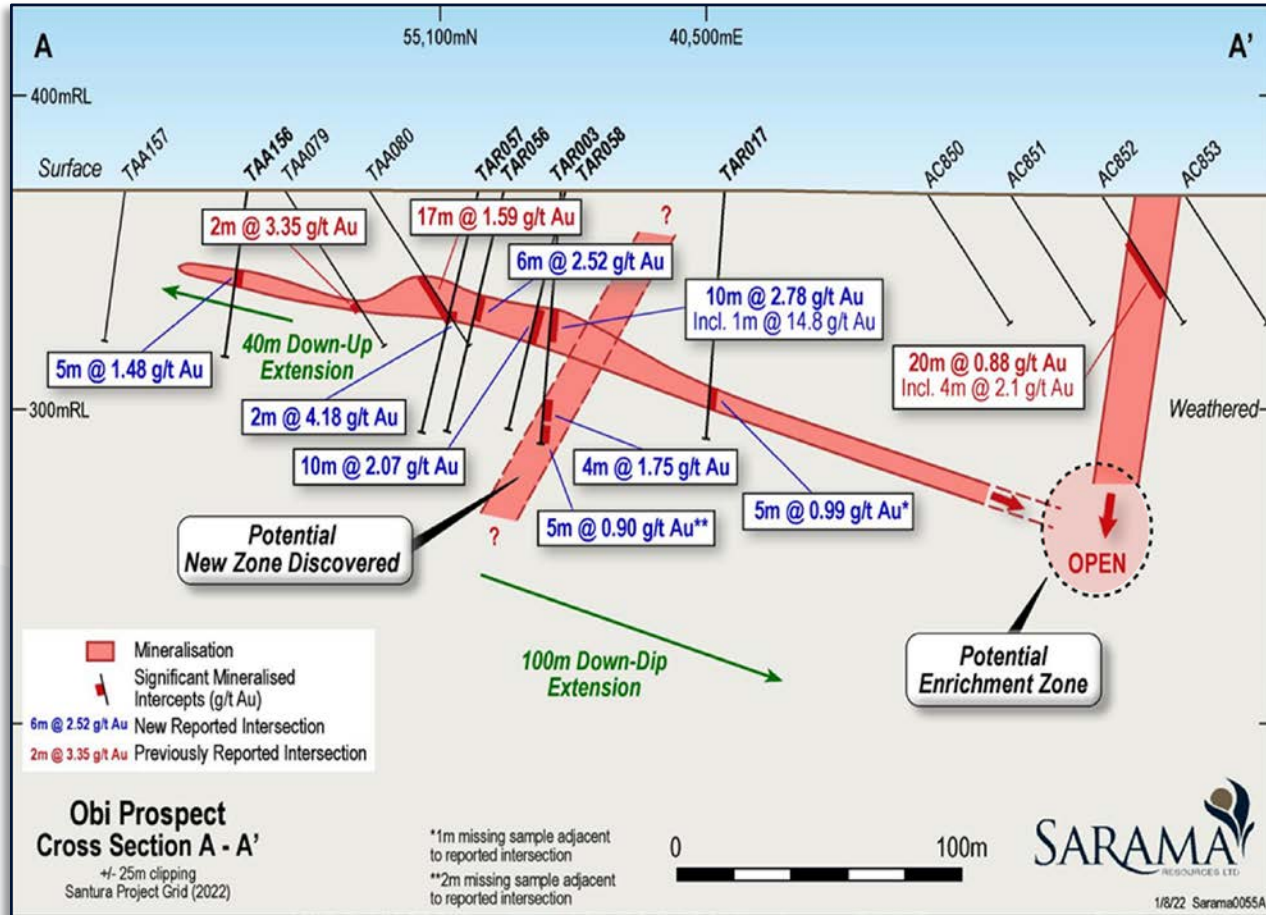 A
55,100mN
40,500mE
A'
400mRL
Surface
TAA157
TAA156
TAA079
TAA080
TAR057
TAR056
TAR003
TAR058
TAR017
AC850
AC851
AC852
AC853
2m @ 3.35 g/t Au
17m @ 1.59 g/t Au
?
6m @ 2.52 g/t Au
10m @ 2.78 g/t Au
Incl. 1m @ 14.8 g/t Au
40m Down-Up
Extension
5m @ 1.48 g/t Au
20m @ 0.88 g/t Au
Incl. 4m @ 2.1 g/t Au
300mRL
Weathered
2m @ 4.18 g/t Au
10m @ 2.07 g/t Au
4m @ 1.75 g/t Au
5m @ 0.99 g/t Au*
5m @ 0.90 g/t Au**
?
Potential
New Zone Discovered
OPEN
100m Down-Dip
Extension
Potential
Enrichment Zone
Mineralisation
Significant Mineralised
Intercepts (g/t Au)
6m @ 2.52 g/t Au New Reported Intersection
2m @ 3.35 g/t Au Previously Reported Intersection
Obi Prospect
Cross Section A - A'
+/- 25m clipping
Santura Project Grid (2022)
*1m missing sample adjacent
to reported intersection
**2m missing sample adjacent
to reported intersection
0
100m
SARAMA
RESOURCES LTD
1/8/22 Sarama0055A